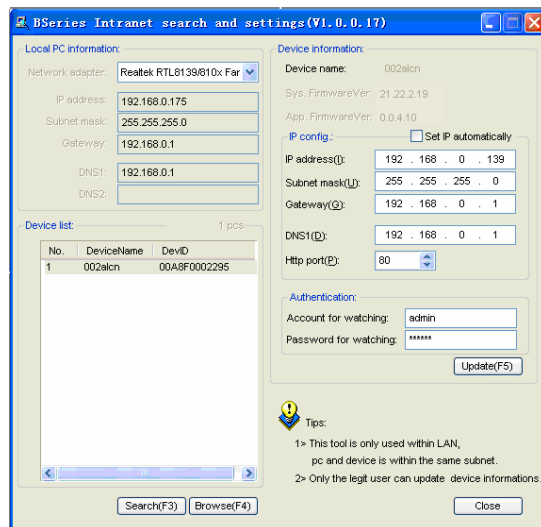 BSeries Intranet search and settings(V1.0.0.17)
Local PC information:
Network adapter: Realtek RTL8139/810x Far
IP address: 192.168.0.175
Subnet mask: 255.255.255.0
Gateway: 192.168.0.1
DNS1: 192.168.0.1
DNS2:
Device list: 1 pcs
No. DeviceName DevID
1 002alcn 00A8F0002295
Search(F3) Browse(F4)
Device information:
Device name: 002alcn
Sys. FirmwareVer: 21.22.2.19
App. FirmwareVer: 0.0.4.10
IP config.: Set IP automatically
IP address(I): 192 . 168 . 0 . 139
Subnet mask(U): 255 . 255 . 255 . 0
Gateway(G): 192 . 168 . 0 . 1
DNS1(D): 192 . 168 . 0 . 1
Http port(P): 80
Authentication:
Account for watching: admin
Password for watching: ******
Update(F5)
Tips:
1> This tool is only used within LAN,
pc and device is within the same subnet.
2> Only the legit user can update device informations.
Close